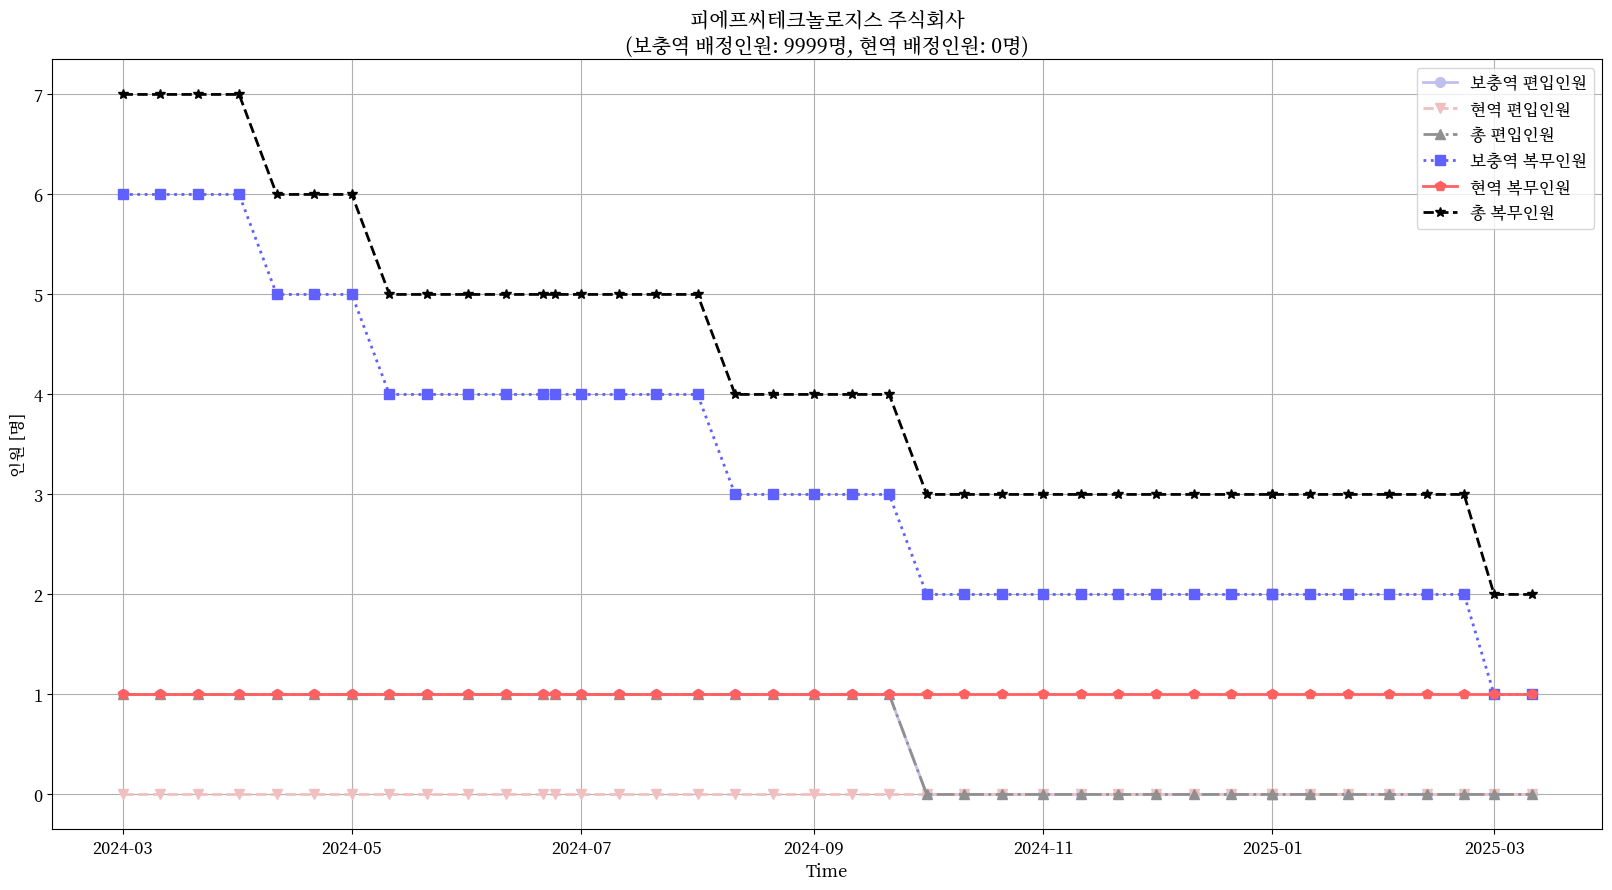 피에프씨테크놀로지스 주식회사
(보충역 배정인원: 9999명, 현역 배정인원: 0명)
보충역 편입인원
현역 편입인원
총 편입인원
보충역 복무인원
현역 복무인원
총 복무인원
인원 [명]
7
6
5
4
3
2
1
0
2024-03 2024-05 2024-07 2024-09 2024-11 2025-01 2025-03
Time